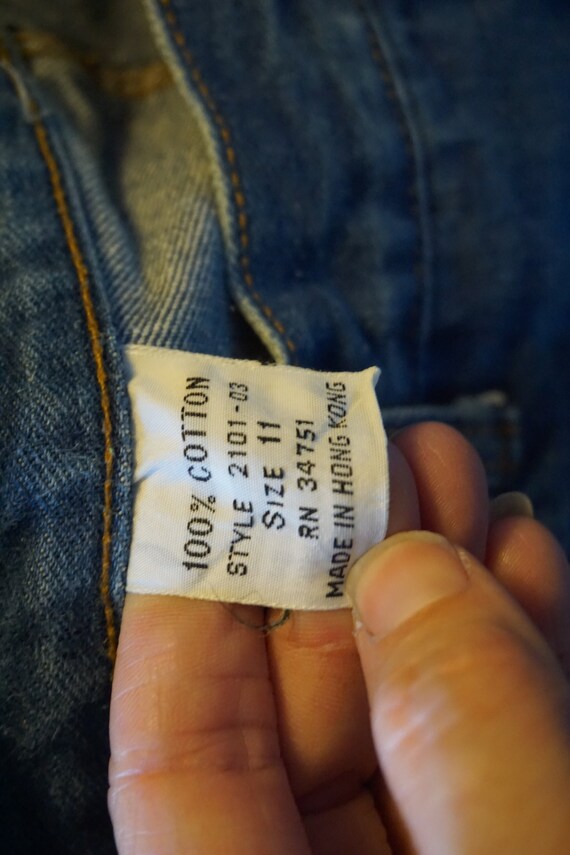 100% COTTON
STYLE 2101-03
SIZE 11
RN 34751
MADE IN HONG KONG